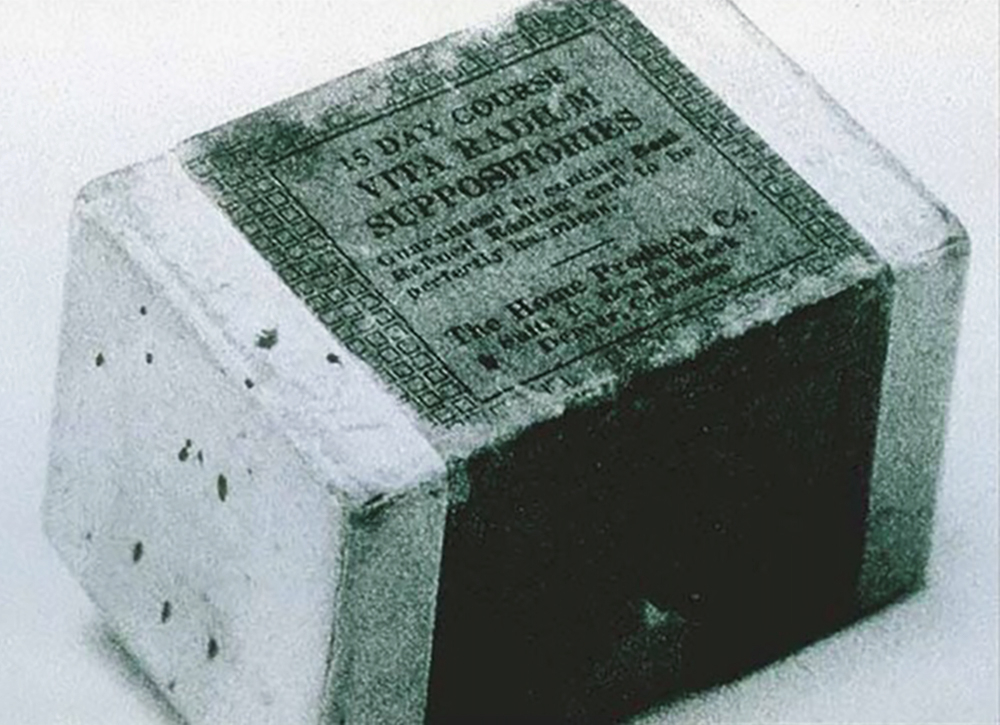 15 DAY COURSE
VITA RADIUM
SUPPOSITORIES
Guaranteed to contain Real
Refined Radium and to be
perfectly harmless.
The Home Products Co.
Denver, Colorado